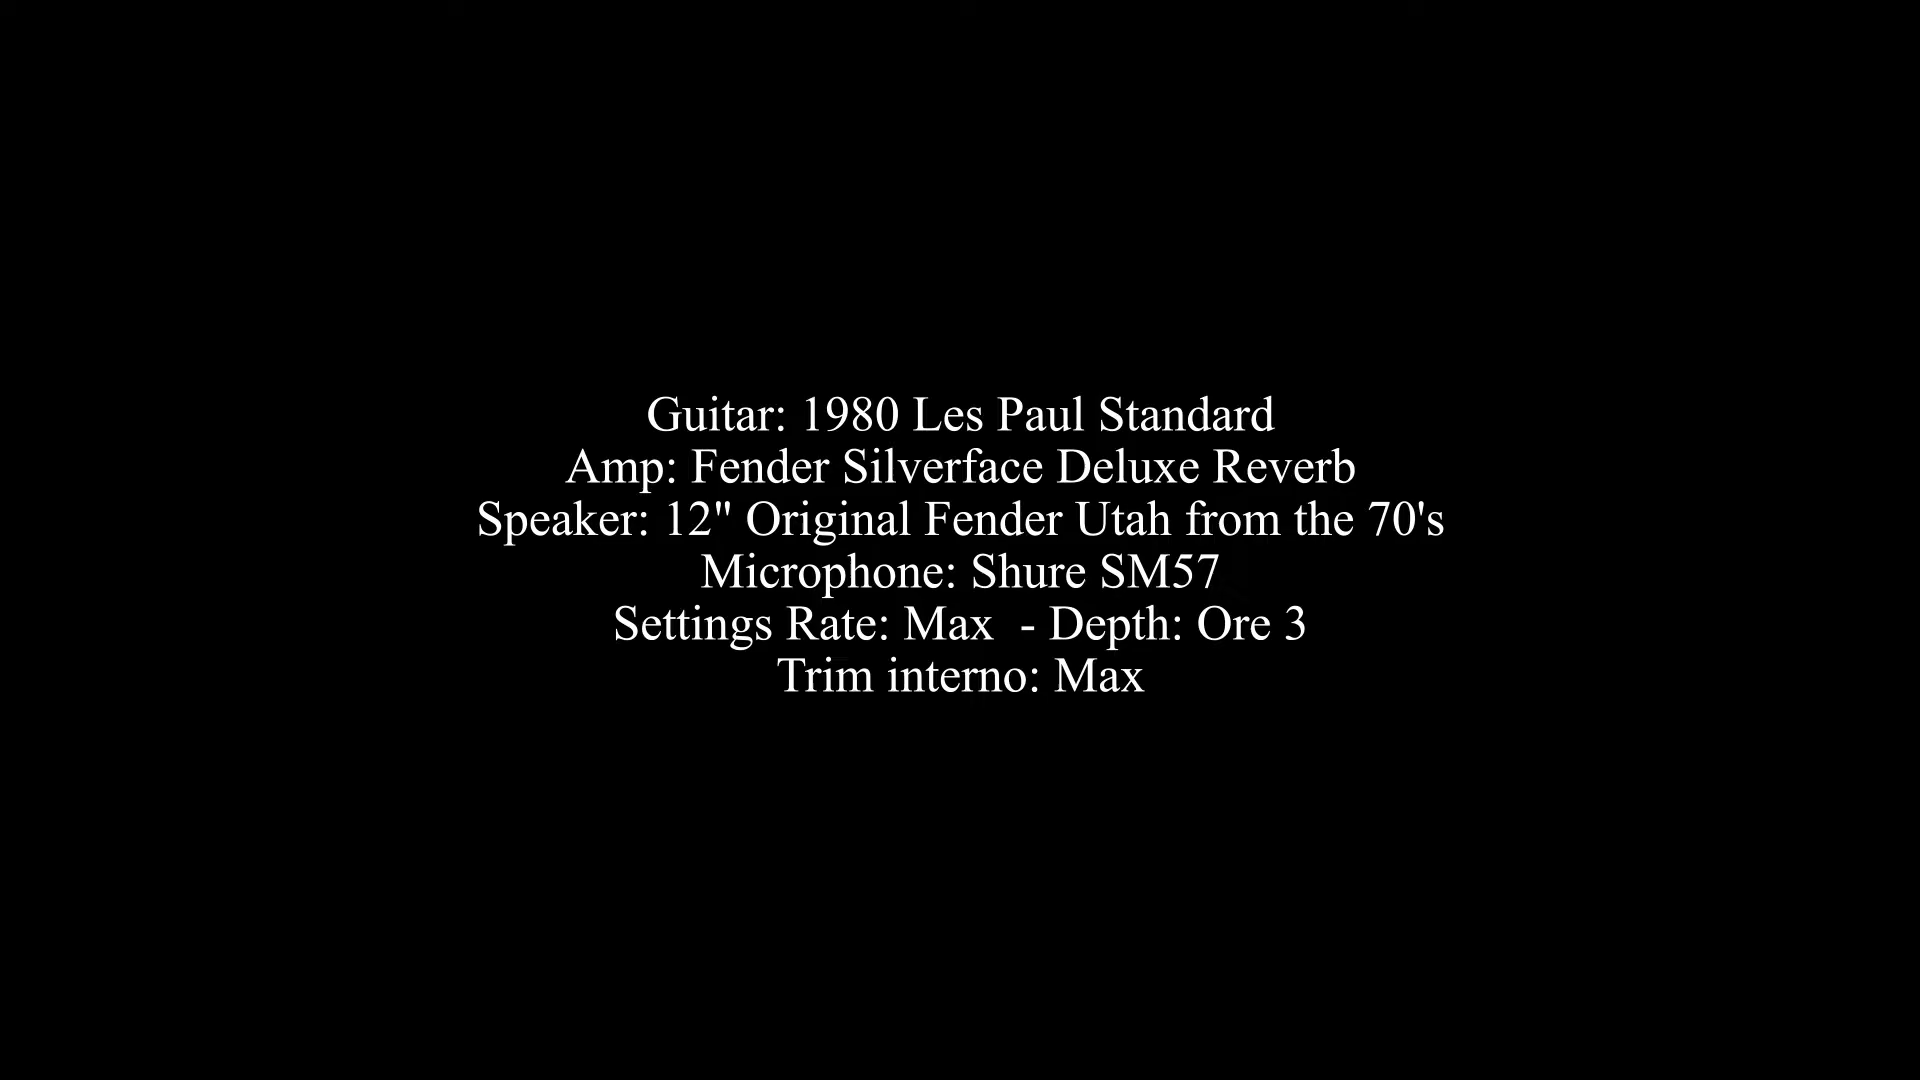 Guitar: 1980 Les Paul Standard
Amp: Fender Silverface Deluxe Reverb
Speaker: 12" Original Fender Utah from the 70's
Microphone: Shure SM57
Settings Rate: Max  - Depth: Ore 3
Trim interno: Max